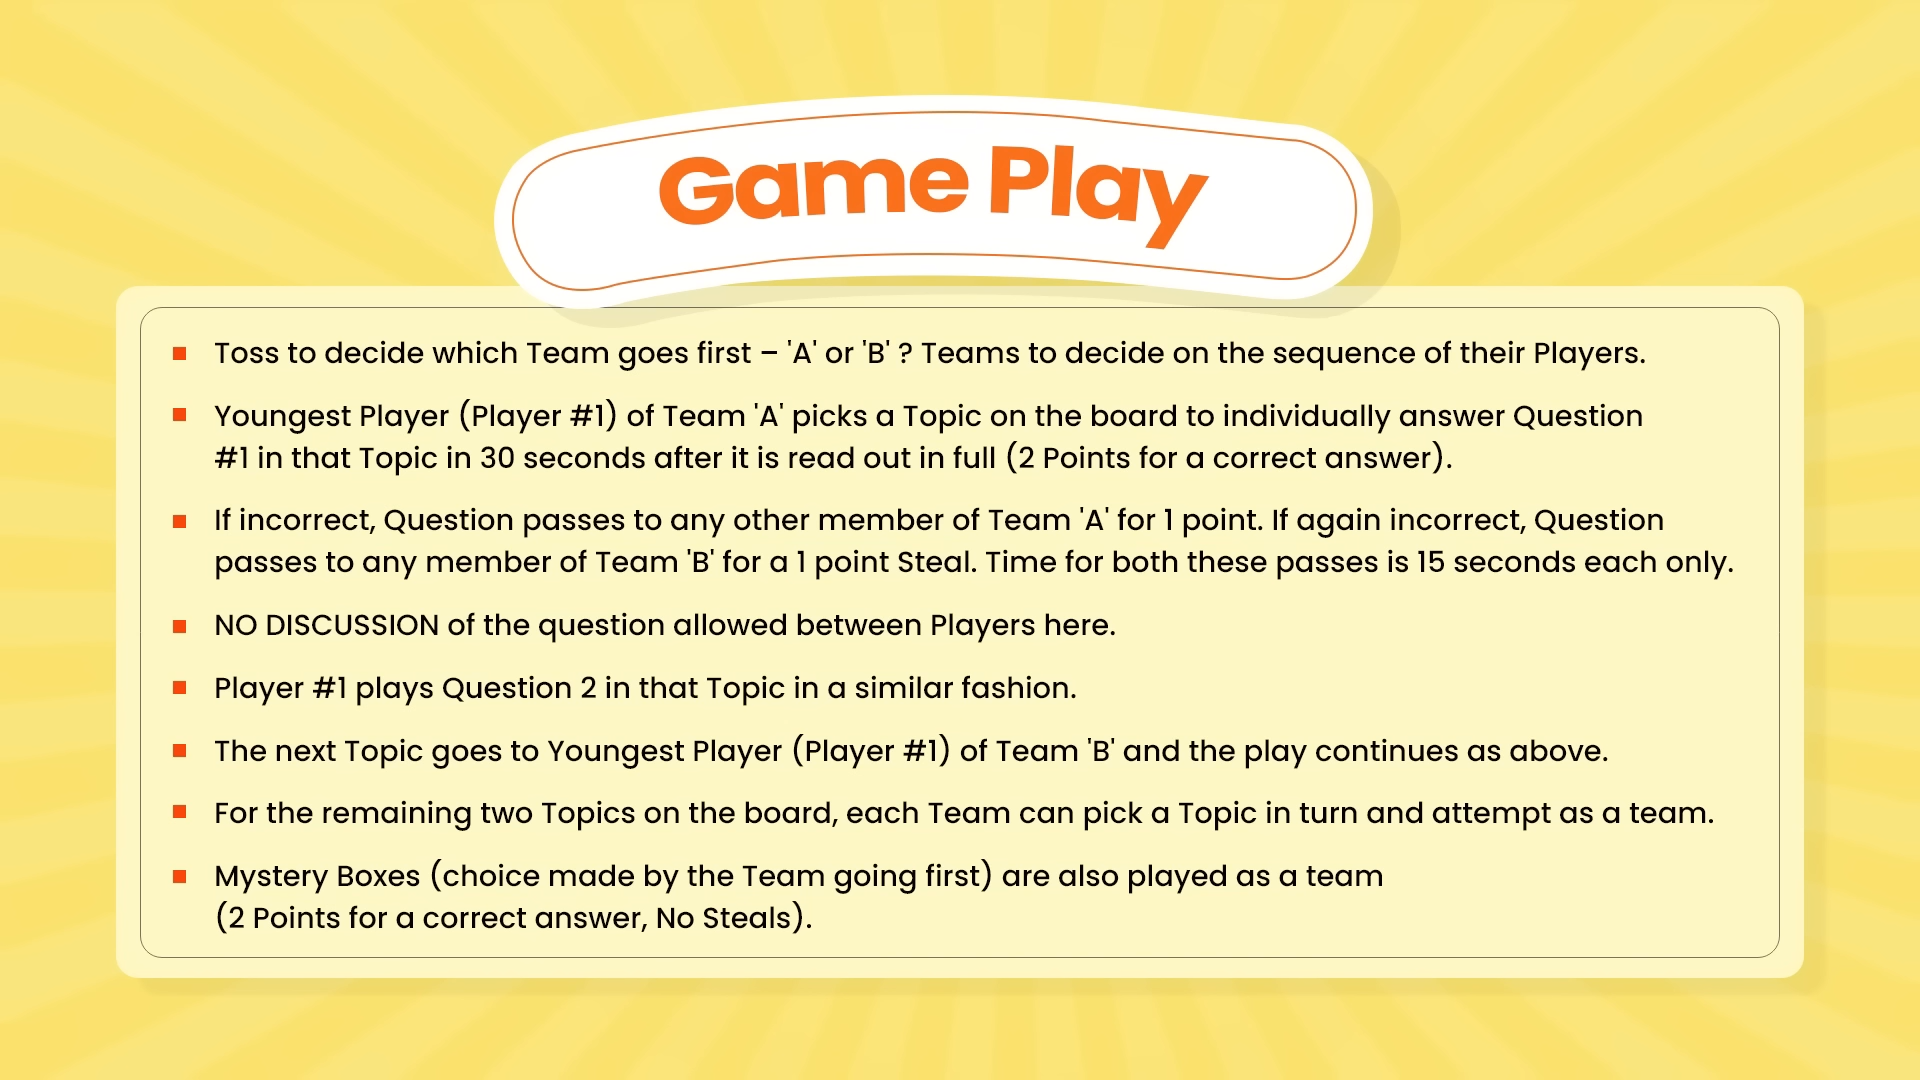 Game Play
Toss to decide which Team goes first – 'A' or 'B' ? Teams to decide on the sequence of their Players.
Youngest Player (Player #1) of Team 'A' picks a Topic on the board to individually answer Question
#1 in that Topic in 30 seconds after it is read out in full (2 Points for a correct answer).
If incorrect, Question passes to any other member of Team 'A' for 1 point. If again incorrect, Question
passes to any member of Team 'B' for a 1 point Steal. Time for both these passes is 15 seconds each only.
NO DISCUSSION of the question allowed between Players here.
Player #1 plays Question 2 in that Topic in a similar fashion.
The next Topic goes to Youngest Player (Player #1) of Team 'B' and the play continues as above.
For the remaining two Topics on the board, each Team can pick a Topic in turn and attempt as a team.
Mystery Boxes (choice made by the Team going first) are also played as a team
(2 Points for a correct answer, No Steals).